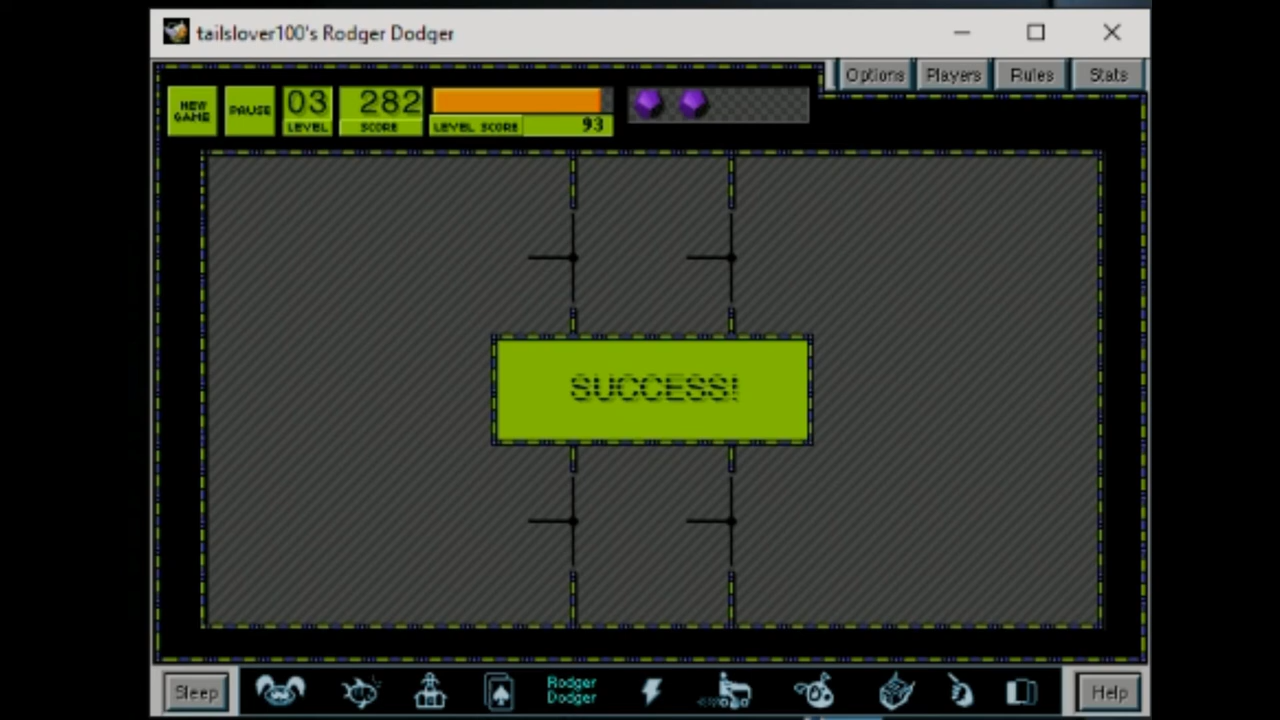 tailslover100's Rodger Dodger
Options Players Rules Stats
NEW GAME
PAUSE
03
LEVEL
282
SCORE
LEVEL SCORE 93
SUCCESS!
Sleep
Rodger
Dodger
Help